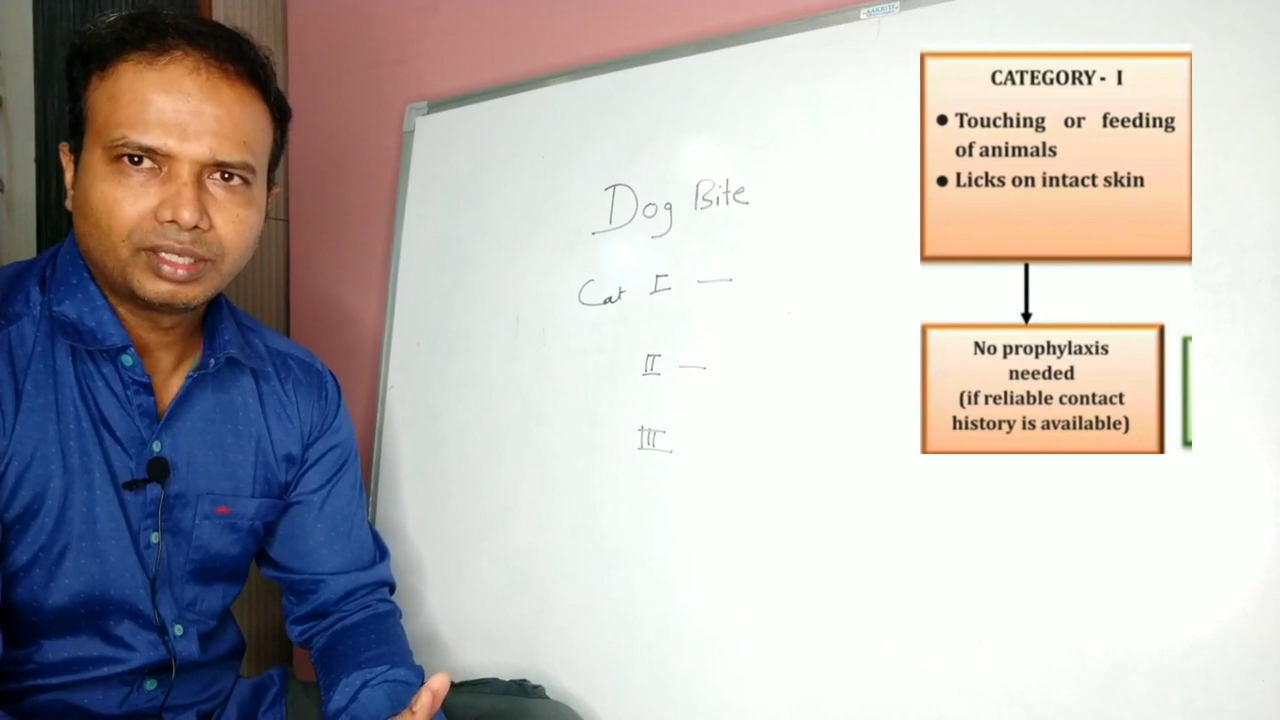 Dog Bite
Cat I —
II —
III
CATEGORY - I
● Touching or feeding
of animals
● Licks on intact skin
No prophylaxis
needed
(if reliable contact
history is available)